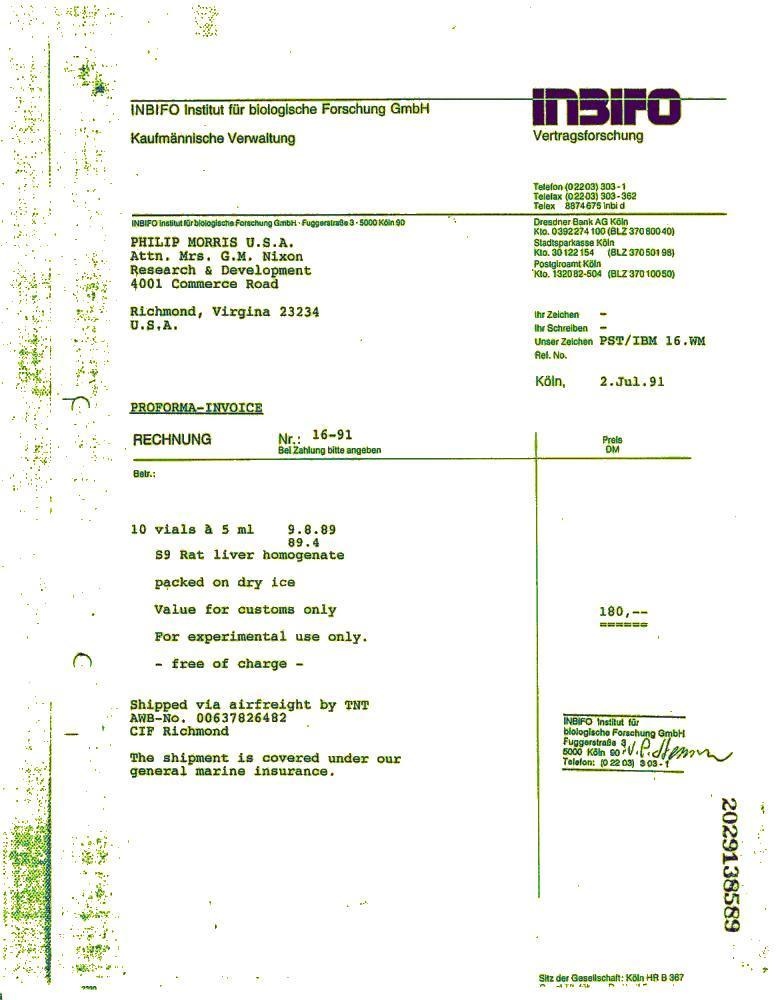 INBIFO Institut für biologische Forschung GmbH
INBIFO
Kaufmännische Verwaltung
Vertragsforschung
Telefon (02203) 303-1
Telefax (02203) 303-362
Telex 8874675 inbi d
INBIFO Institut für biologische Forschung GmbH · Fuggerstraße 3 · 5000 Köln 90
Dresdner Bank AG Köln
Kto. 0392274100 (BLZ 37080040)
Stadtsparkasse Köln
Kto. 30122154 (BLZ 37050198)
Postgiroamt Köln
Kto. 132082-504 (BLZ 37010050)
PHILIP MORRIS U.S.A.
Attn. Mrs. G.M. Nixon
Research & Development
4001 Commerce Road
Richmond, Virgina 23234
U.S.A.
Ihr Zeichen -
Ihr Schreiben -
Unser Zeichen PST/IBM 16.WM
Rel. No.
Köln, 2.Jul.91
PROFORMA-INVOICE
RECHNUNG Nr.: 16-91
Bei Zahlung bitte angeben
Preis
DM
Betr.:
10 vials à 5 ml 9.8.89
89.4
S9 Rat liver homogenate
packed on dry ice
Value for customs only 180,--
======
For experimental use only.
- free of charge -
Shipped via airfreight by TNT
AWB-No. 00637826482
CIF Richmond
The shipment is covered under our
general marine insurance.
INBIFO Institut für
biologische Forschung GmbH
Fuggerstraße 3
5000 Köln 90
Telefon: (0 22 03) 3 03 - 1
2029138589
Sitz der Gesellschaft: Köln HR B 367